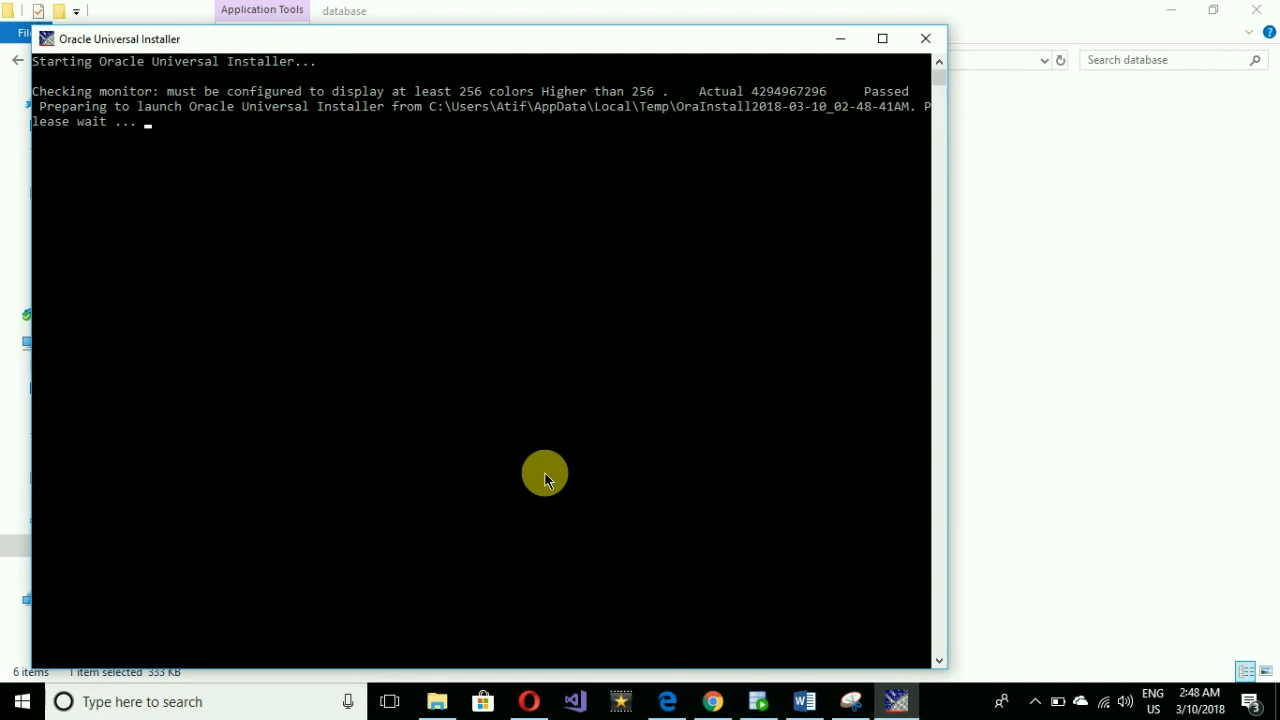 Application Tools
database
File
Oracle Universal Installer
Search database
Starting Oracle Universal Installer...
Checking monitor: must be configured to display at least 256 colors Higher than 256 .    Actual 4294967296     Passed
Preparing to launch Oracle Universal Installer from C:\Users\Atif\AppData\Local\Temp\OraInstall2018-03-10_02-48-41AM. P
lease wait ...
6 items 1 item selected 333 KB
Type here to search
ENG
US
2:48 AM
3/10/2018
3